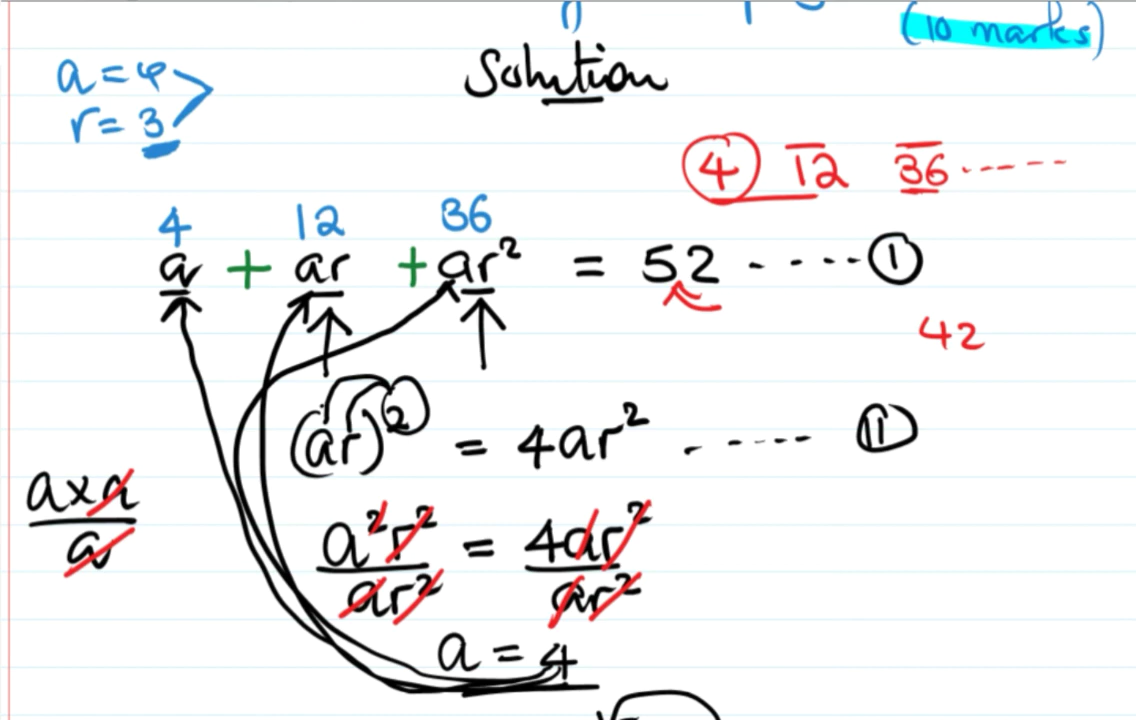 (10 marks)
Solution
a = 4
r = 3
4 12 36 ......
4 12 36
a + ar + ar² = 52 ..... ①
42
(ar)² = 4ar² ..... ⑪
a x a / a
a²r² / ar² = 4ar² / ar²
a = 4